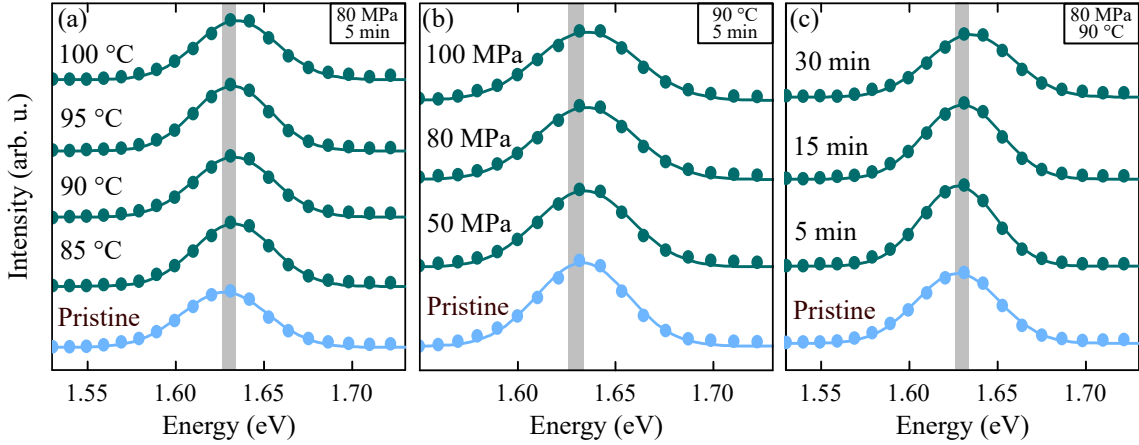 Intensity (arb. u.)
(a)
80 MPa
5 min
100 °C
95 °C
90 °C
85 °C
Pristine
1.55
1.60
1.65
1.70
Energy (eV)
(b)
90 °C
5 min
100 MPa
80 MPa
50 MPa
Pristine
1.60
1.65
1.70
Energy (eV)
(c)
80 MPa
90 °C
30 min
15 min
5 min
Pristine
1.55
1.60
1.65
1.70
Energy (eV)